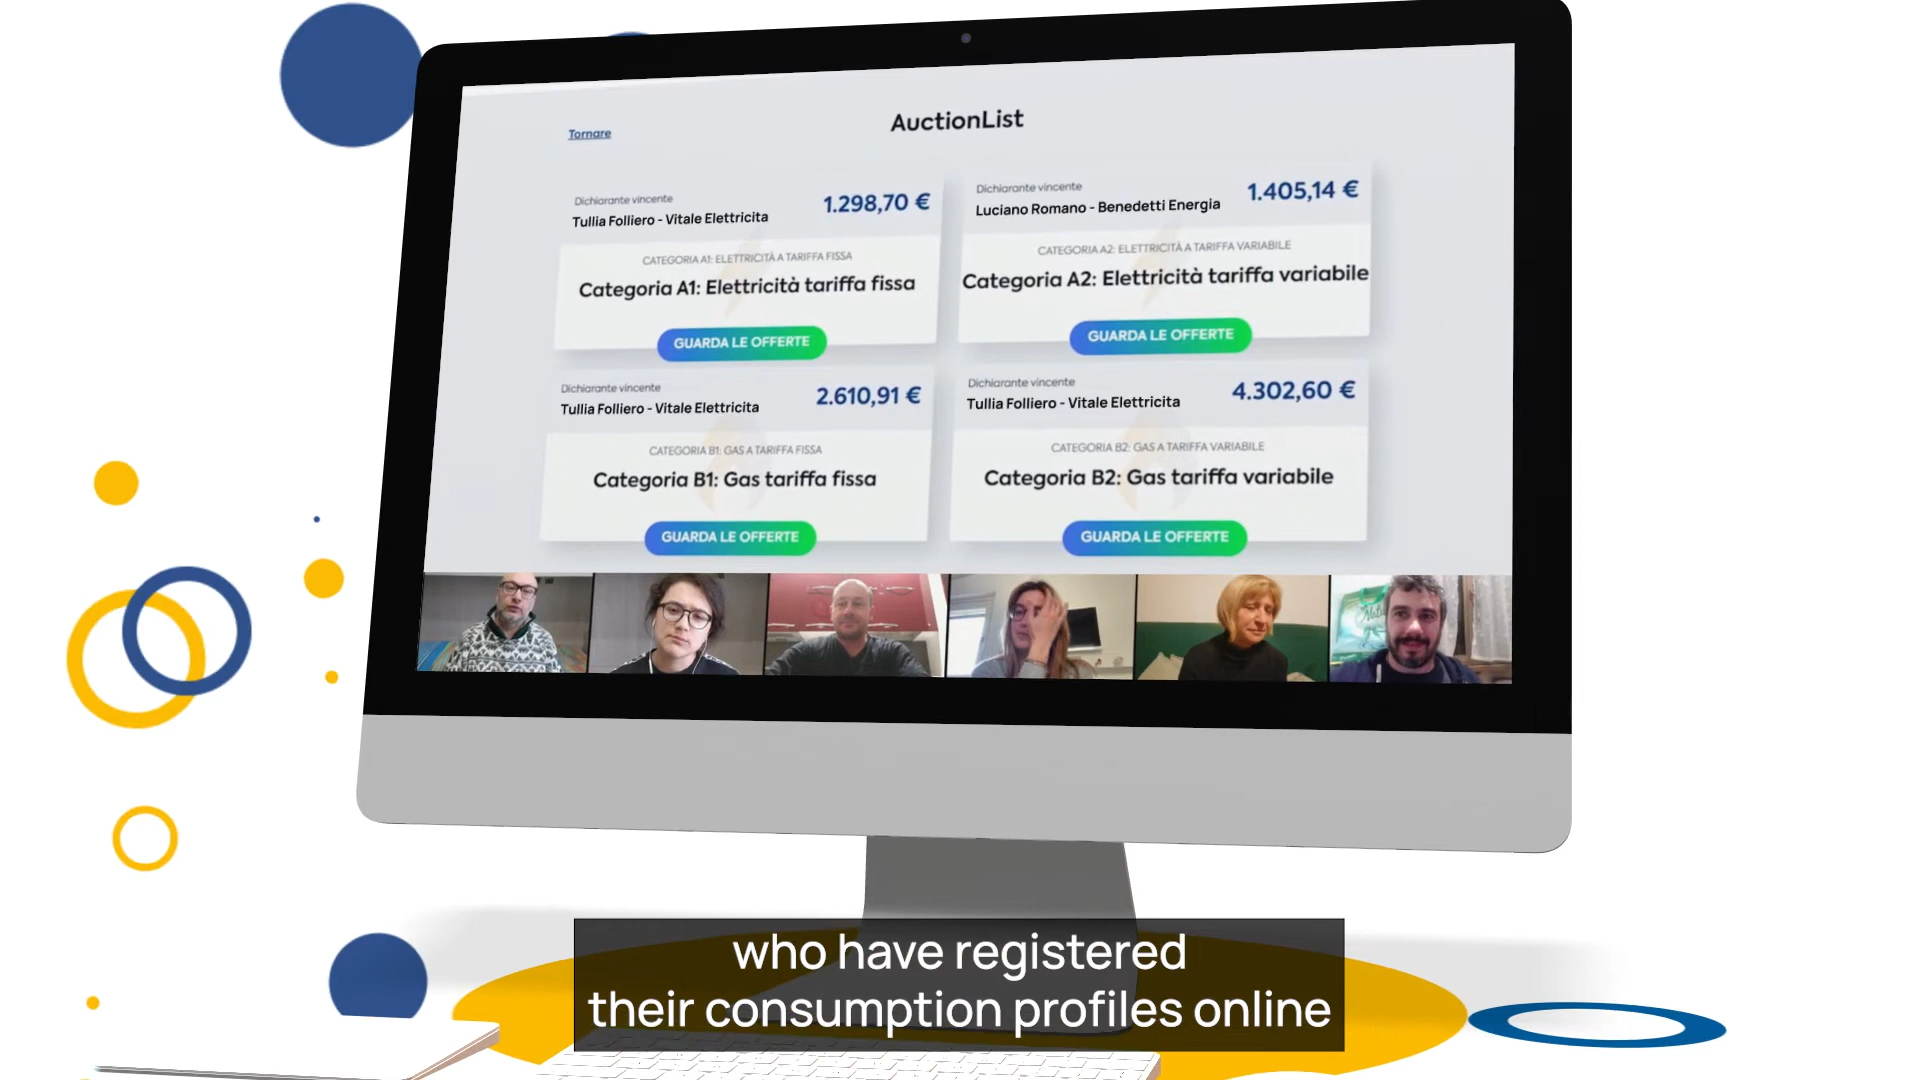 AuctionList
Tornare
Dichiarante vincente
Tullia Folliero - Vitale Elettricita
1.298,70 €
CATEGORIA A1: ELETTRICITÀ A TARIFFA FISSA
Categoria A1: Elettricità tariffa fissa
GUARDA LE OFFERTE
Dichiarante vincente
Luciano Romano - Benedetti Energia
1.405,14 €
CATEGORIA A2: ELETTRICITÀ A TARIFFA VARIABILE
Categoria A2: Elettricità tariffa variabile
GUARDA LE OFFERTE
Dichiarante vincente
Tullia Folliero - Vitale Elettricita
2.610,91 €
CATEGORIA B1: GAS A TARIFFA FISSA
Categoria B1: Gas tariffa fissa
GUARDA LE OFFERTE
Dichiarante vincente
Tullia Folliero - Vitale Elettricita
4.302,60 €
CATEGORIA B2: GAS A TARIFFA VARIABILE
Categoria B2: Gas tariffa variabile
GUARDA LE OFFERTE
who have registered
their consumption profiles online